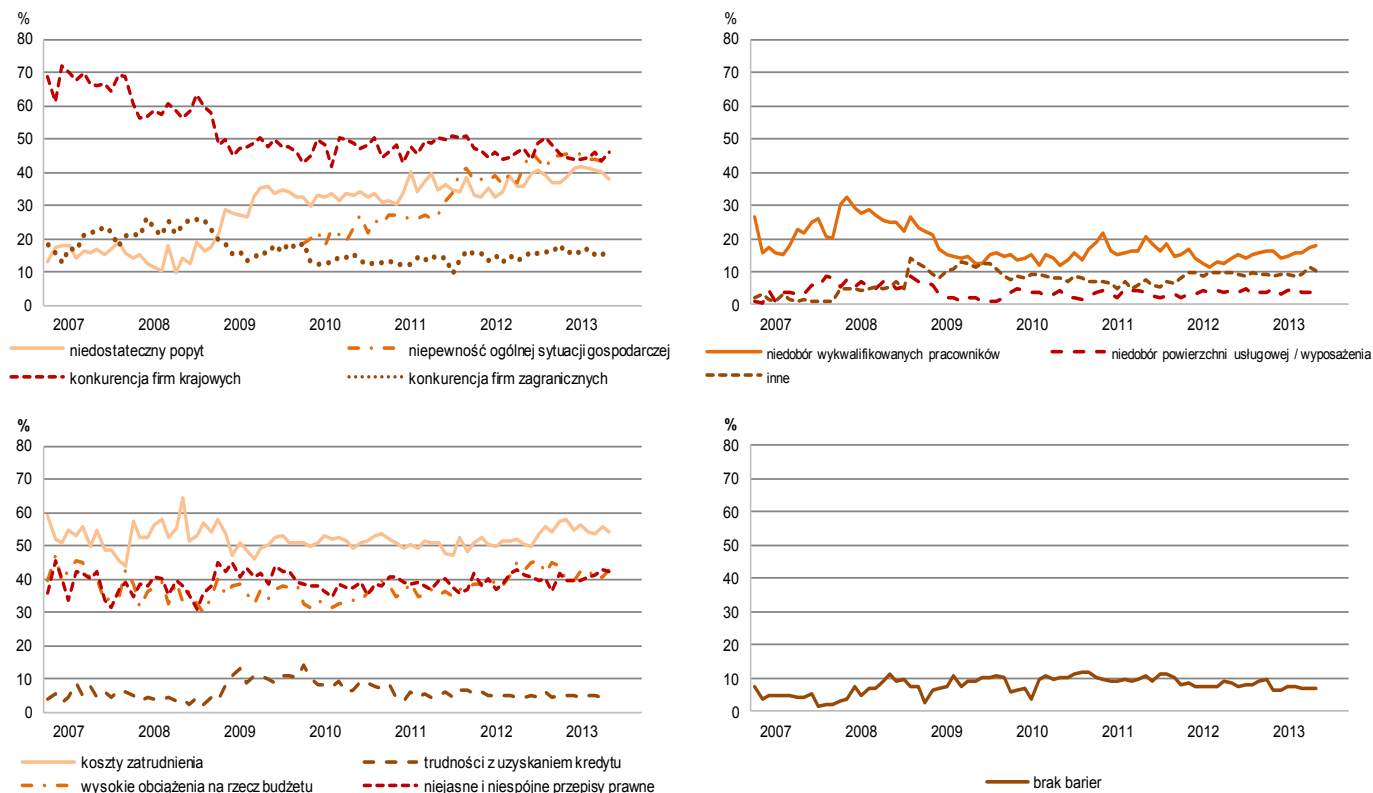 %
80
70
60
50
40
30
20
10
0
2007 2008 2009 2010 2011 2012 2013
niedostateczny popyt
niepewność ogólnej sytuacji gospodarczej
konkurencja firm krajowych
konkurencja firm zagranicznych
%
80
70
60
50
40
30
20
10
0
2007 2008 2009 2010 2011 2012 2013
niedobór wykwalifikowanych pracowników
niedobór powierzchni usługowej / wyposażenia
inne
%
80
70
60
50
40
30
20
10
0
2007 2008 2009 2010 2011 2012 2013
koszty zatrudnienia
trudności z uzyskaniem kredytu
wysokie obciążenia na rzecz budżetu
niejasne i niespójne przepisy prawne
%
80
70
60
50
40
30
20
10
0
2007 2008 2009 2010 2011 2012 2013
brak barier